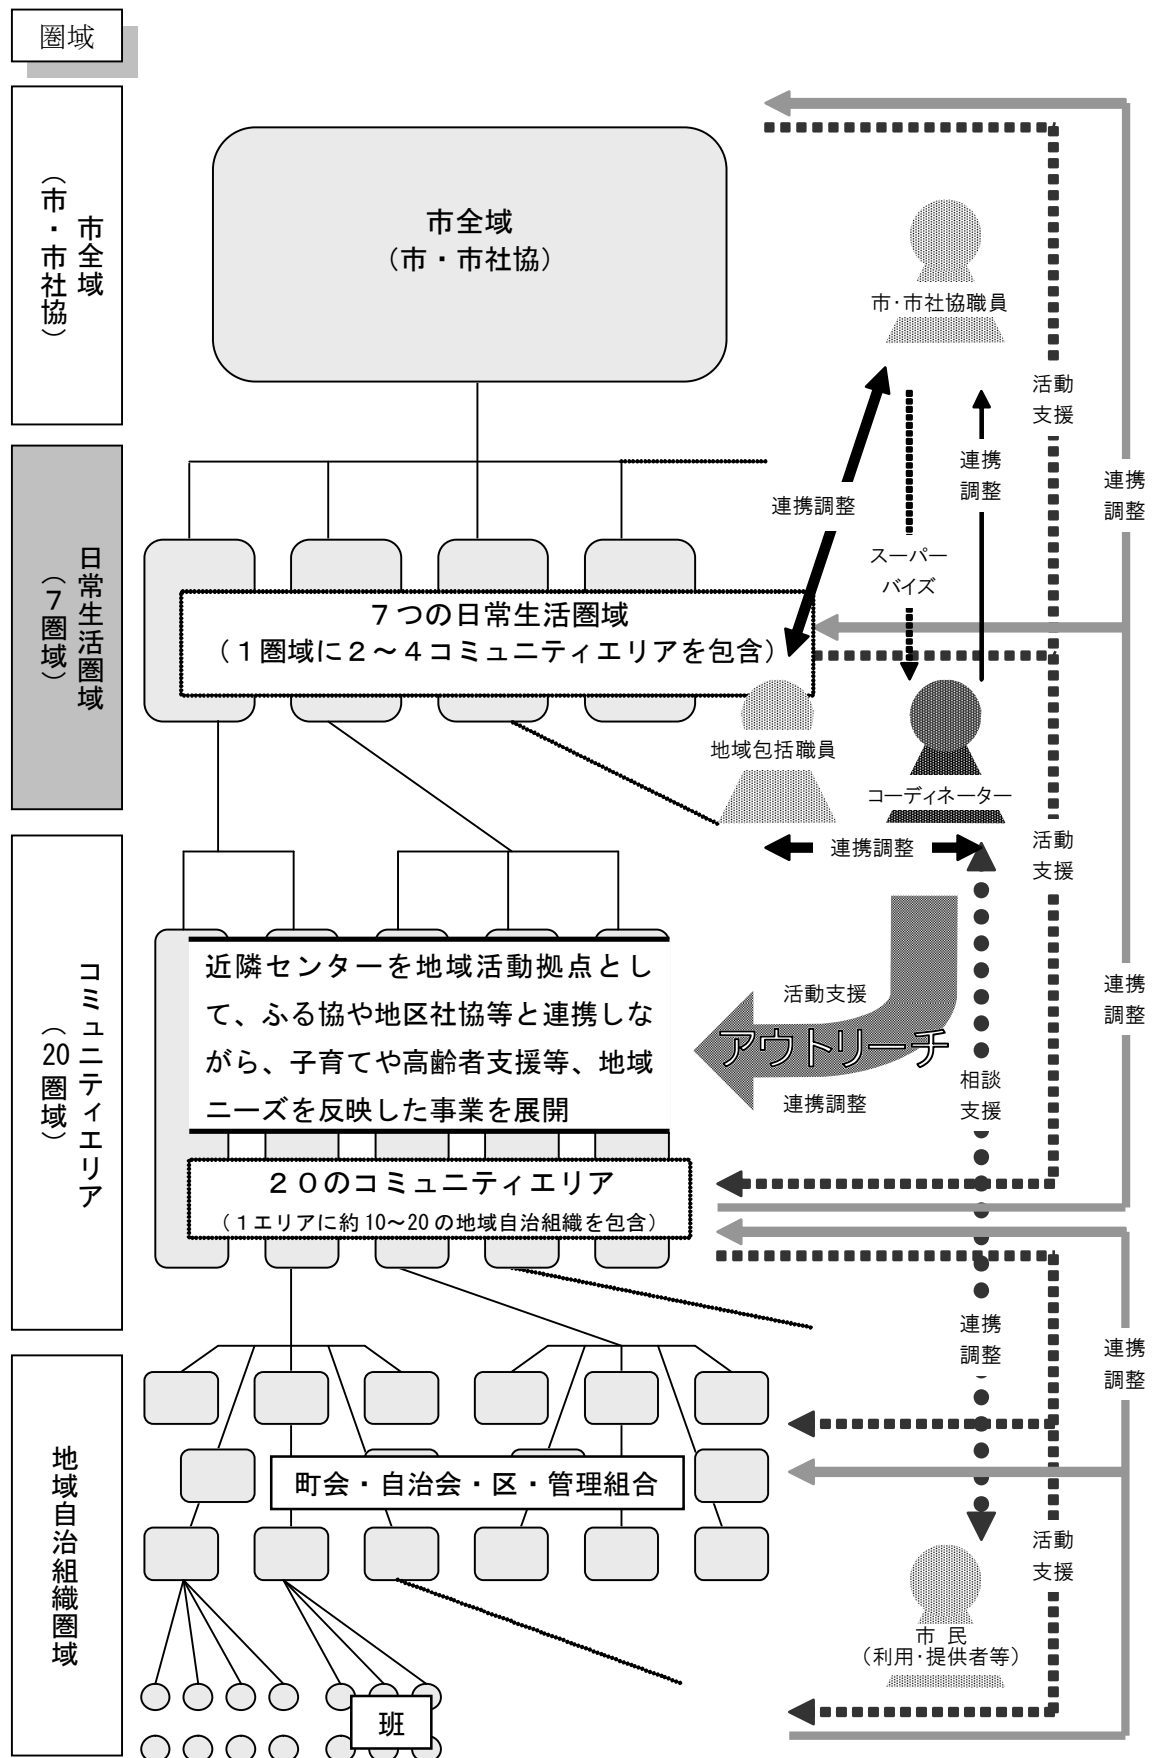 圏域
市全域
（市・市社協）
市全域
（市・市社協）
市・市社協職員
活動
支援
連携
調整
連携
調整
連携調整
スーパー
バイズ
日常生活圏域
（７圏域）
７つの日常生活圏域
（１圏域に２～４コミュニティエリアを包含）
地域包括職員
コーディネーター
連携調整
活動
支援
コミュニティエリア
（20圏域）
近隣センターを地域活動拠点とし
て、ふる協や地区社協等と連携しな
がら、子育てや高齢者支援等、地域
ニーズを反映した事業を展開
活動支援
アウトリーチ
連携調整
連携
調整
相談
支援
２０のコミュニティエリア
（１エリアに約10～20の地域自治組織を包含）
連携
調整
連携
調整
地域自治組織圏域
町会・自治会・区・管理組合
活動
支援
市 民
（利用・提供者等）
班